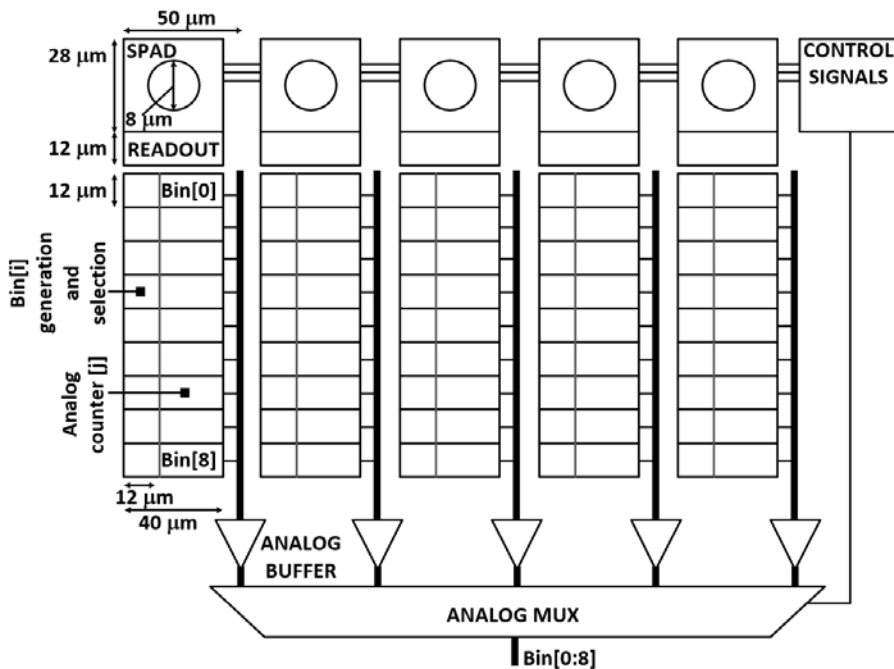 50 μm
28 μm
SPAD
8 μm
CONTROL
SIGNALS
12 μm
READOUT
12 μm
Bin[0]
Bin[i]
generation
and
selection
Analog
counter [j]
Bin[8]
12 μm
40 μm
ANALOG
BUFFER
ANALOG MUX
Bin[0:8]